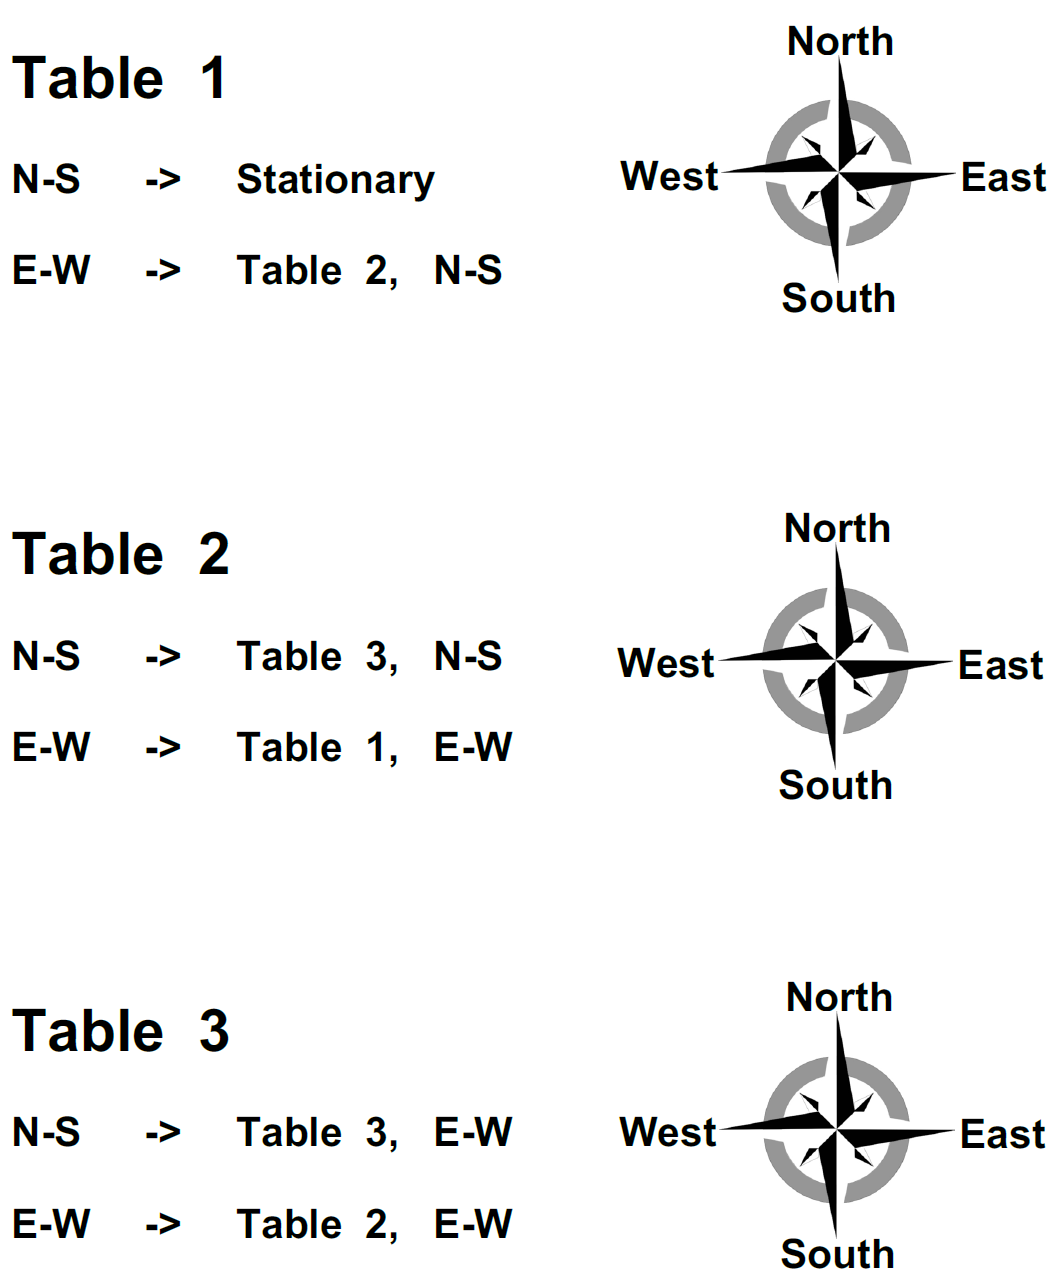 Table 1
N-S -> Stationary
E-W -> Table 2, N-S
North
West
East
South
Table 2
N-S -> Table 3, N-S
E-W -> Table 1, E-W
North
West
East
South
Table 3
N-S -> Table 3, E-W
E-W -> Table 2, E-W
North
West
East
South